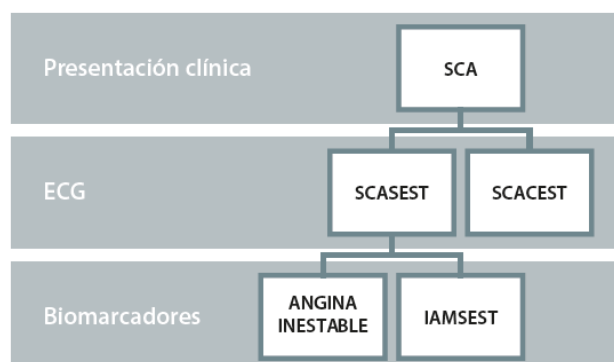 Presentación clínica
SCA
ECG
SCASEST
SCACEST
Biomarcadores
ANGINA
INESTABLE
IAMSEST